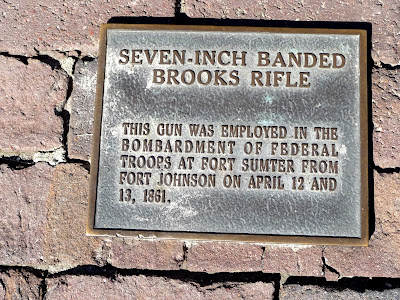 SEVEN-INCH BANDED
BROOKS RIFLE
THIS GUN WAS EMPLOYED IN THE
BOMBARDMENT OF FEDERAL
TROOPS AT FORT SUMTER FROM
FORT JOHNSON ON APRIL 12 AND
13, 1861.